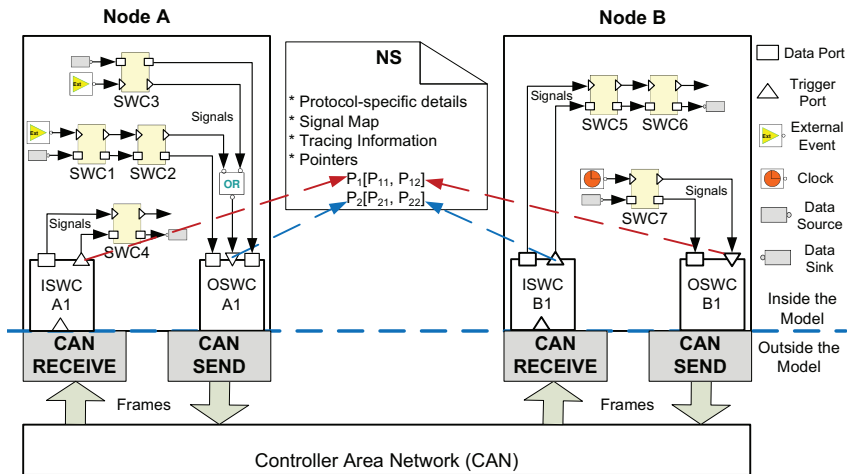 Node A
Node B
NS
* Protocol-specific details
* Signal Map
* Tracing Information
* Pointers
P1[P11, P12]
P2[P21, P22]
Ext
SWC3
Signals
Ext
SWC1
SWC2
OR
Signals
SWC4
ISWC
A1
OSWC
A1
CAN
RECEIVE
CAN
SEND
Frames
Signals
SWC5
SWC6
Signals
SWC7
ISWC
B1
OSWC
B1
CAN
RECEIVE
CAN
SEND
Frames
Controller Area Network (CAN)
Data Port
Trigger
Port
Ext
External
Event
Clock
Data
Source
Data
Sink
Inside the
Model
Outside the
Model